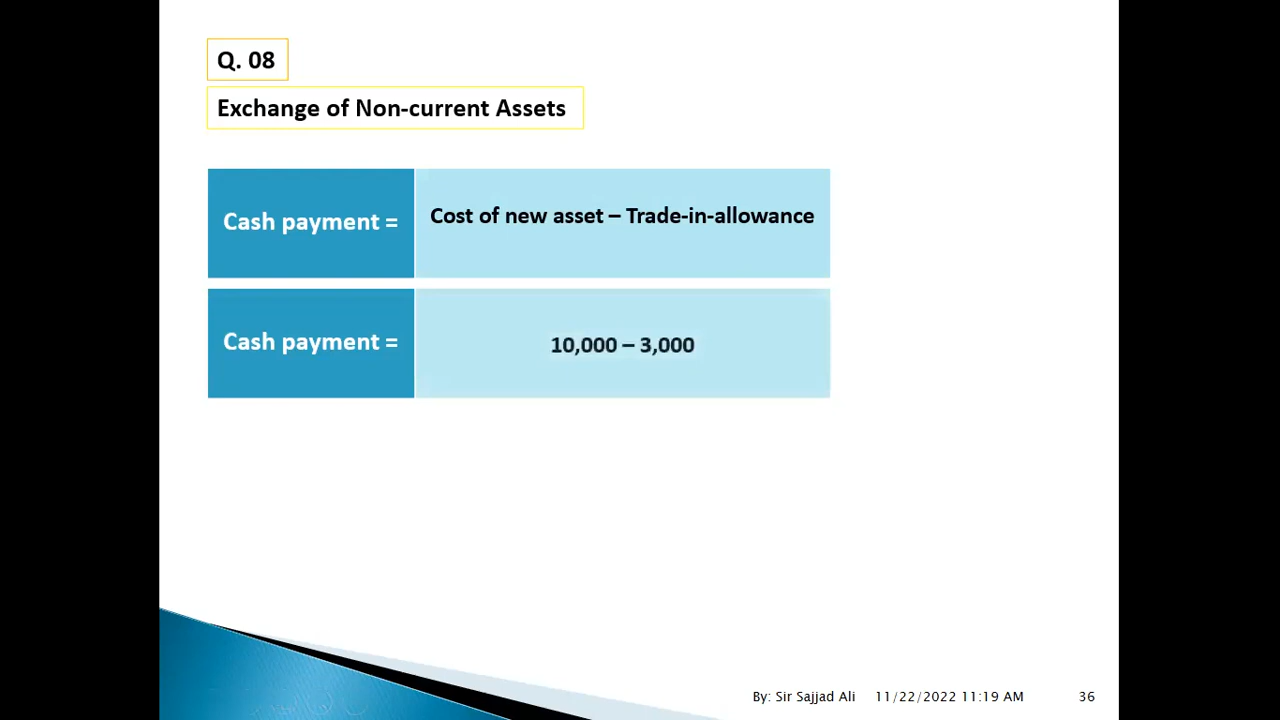 Q. 08
Exchange of Non-current Assets
Cash payment =
Cost of new asset – Trade-in-allowance
Cash payment =
10,000 – 3,000
By: Sir Sajjad Ali 11/22/2022 11:19 AM 36